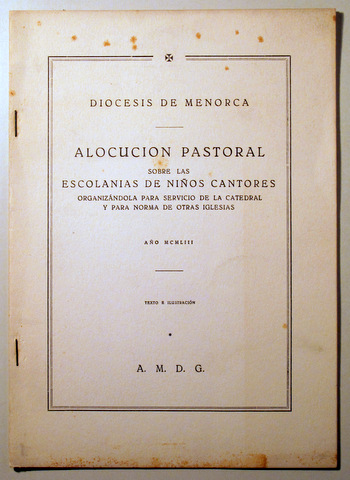 DIOCESIS DE MENORCA
ALOCUCION PASTORAL
SOBRE LAS
ESCOLANIAS DE NIÑOS CANTORES
ORGANIZÁNDOLA PARA SERVICIO DE LA CATEDRAL
Y PARA NORMA DE OTRAS IGLESIAS
AÑO MCMLIII
TEXTO E ILUSTRACIÓN
A. M. D. G.